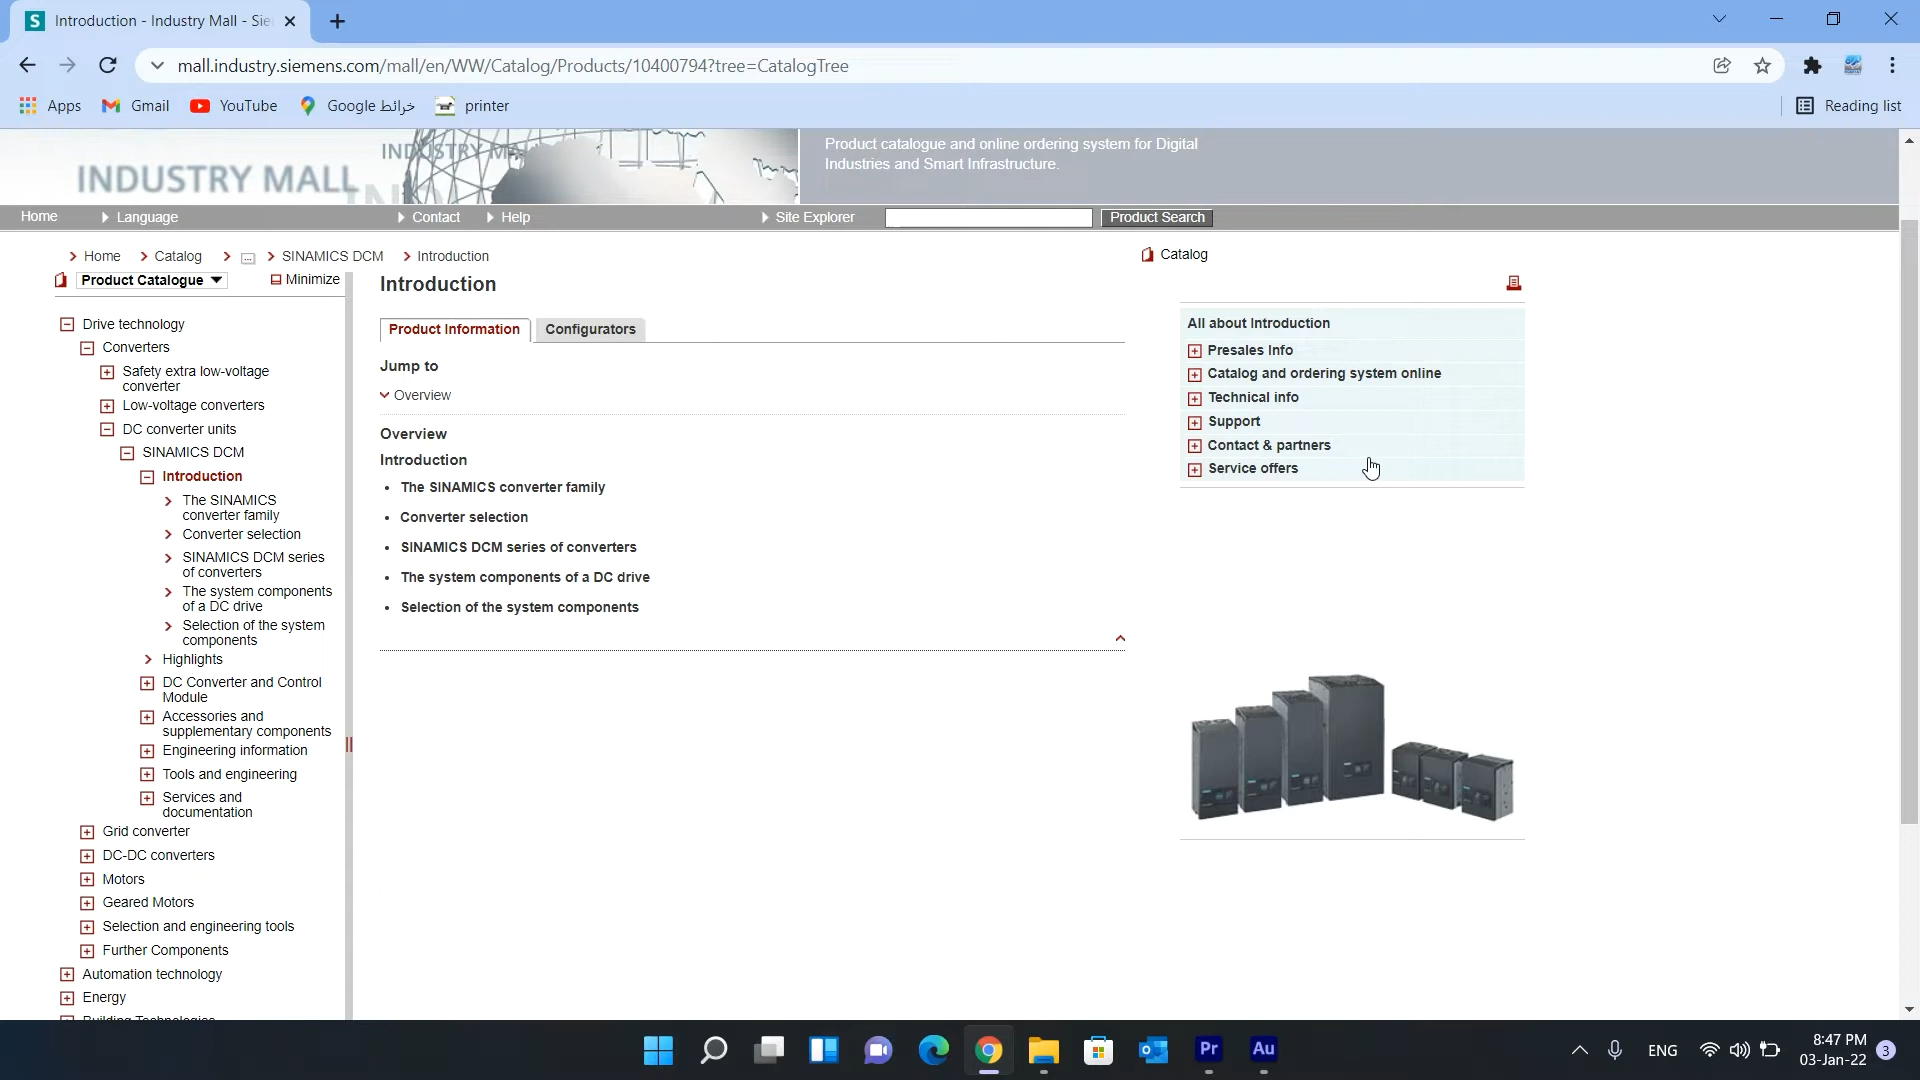 Introduction - Industry Mall - Sie
mall.industry.siemens.com/mall/en/WW/Catalog/Products/10400794?tree=CatalogTree
Apps
Gmail
YouTube
خرائط Google
printer
Reading list
INDUSTRY MALL
INDUSTRY MA
Product catalogue and online ordering system for Digital
Industries and Smart Infrastructure.
Home
Language
Contact
Help
Site Explorer
Product Search
Home
Catalog
...
SINAMICS DCM
Introduction
Catalog
Product Catalogue
Minimize
Drive technology
Converters
Safety extra low-voltage
converter
Low-voltage converters
DC converter units
SINAMICS DCM
Introduction
The SINAMICS
converter family
Converter selection
SINAMICS DCM series
of converters
The system components
of a DC drive
Selection of the system
components
Highlights
DC Converter and Control
Module
Accessories and
supplementary components
Engineering information
Tools and engineering
Services and
documentation
Grid converter
DC-DC converters
Motors
Geared Motors
Selection and engineering tools
Further Components
Automation technology
Energy
Building Technologies
Introduction
Product Information
Configurators
Jump to
Overview
Overview
Introduction
• The SINAMICS converter family
• Converter selection
• SINAMICS DCM series of converters
• The system components of a DC drive
• Selection of the system components
All about Introduction
Presales Info
Catalog and ordering system online
Technical info
Support
Contact & partners
Service offers
Pr
Au
ENG
8:47 PM
03-Jan-22
3